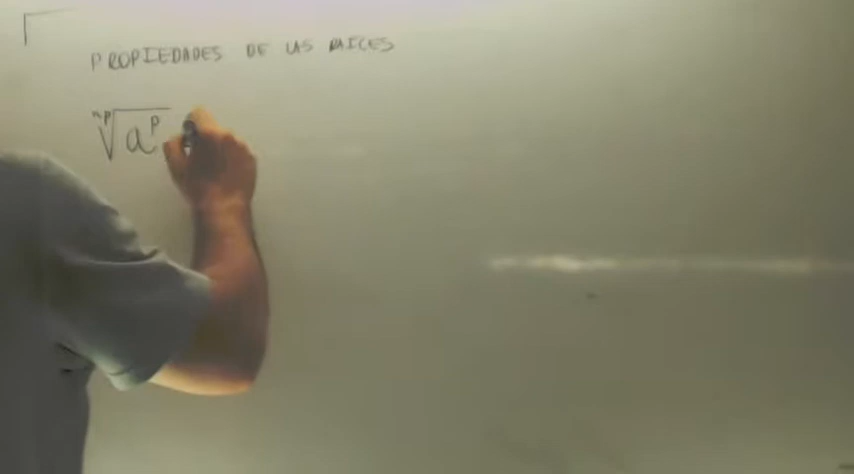 PROPIEDADES DE LAS RAICES
ⁿᵖ√aᵖ